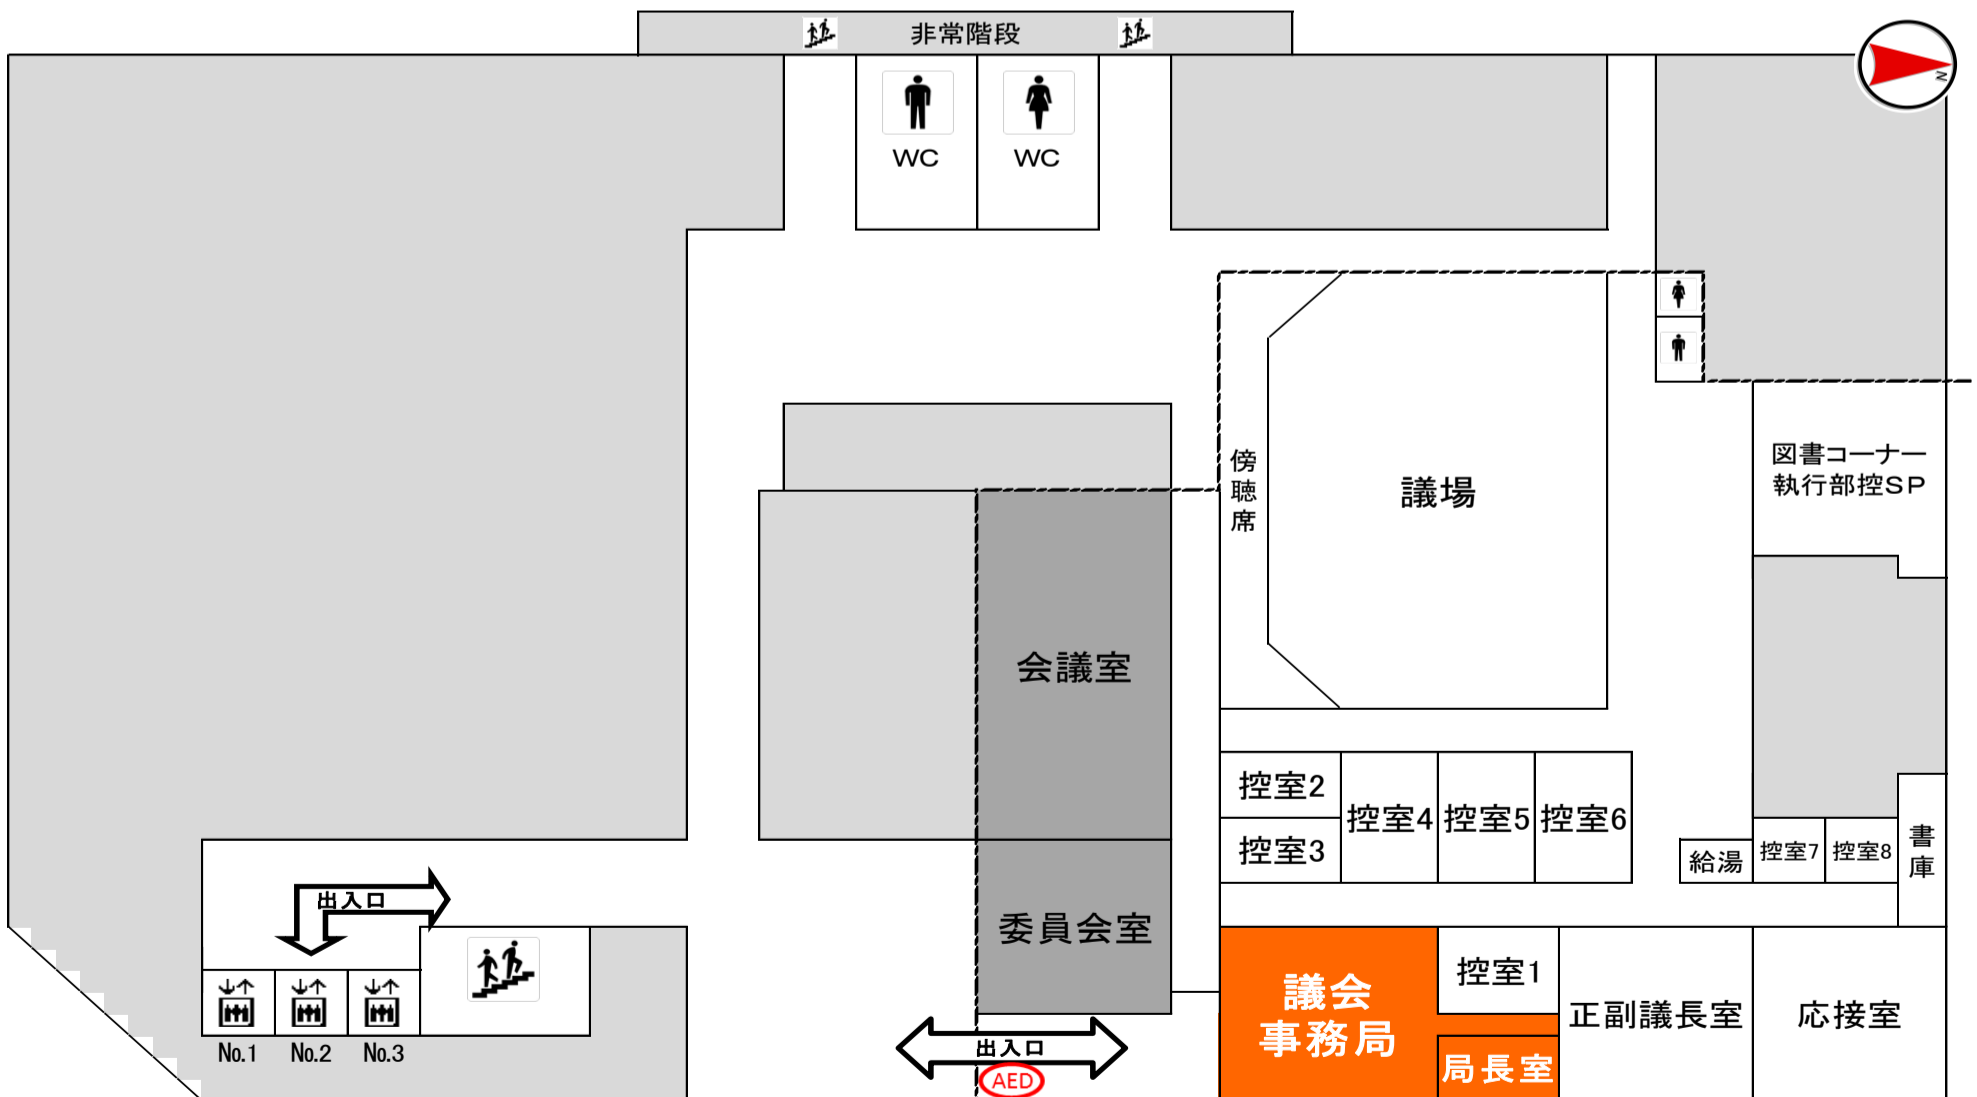 非常階段
N
WC
WC
傍聴席
議場
図書コーナー
執行部控SP
会議室
控室2
控室3
控室4
控室5
控室6
給湯
控室7
控室8
書庫
出入口
委員会室
議会
事務局
控室1
正副議長室
応接室
局長室
No.1
No.2
No.3
出入口
AED